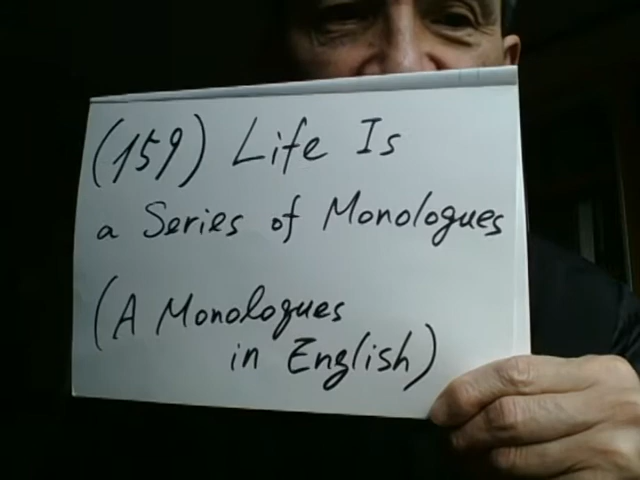 (159) Life Is
a Series of Monologues
(A Monologues
in English)